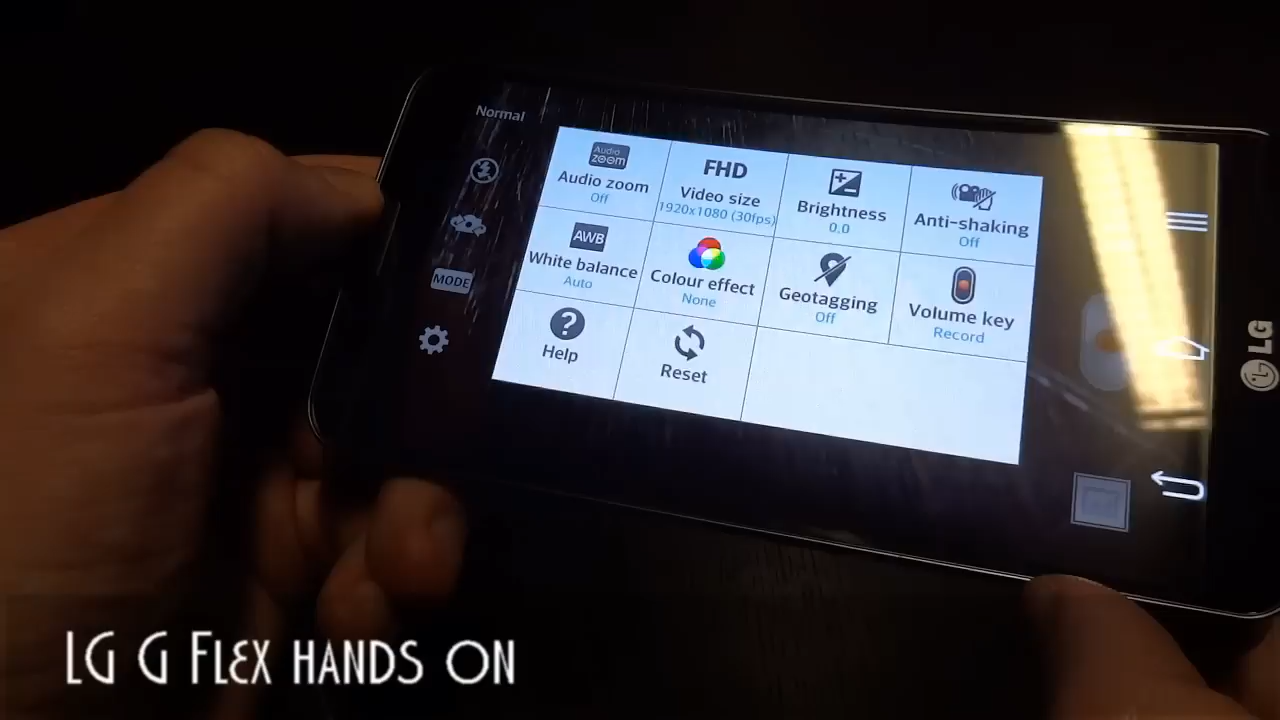 Normal
Audio
zoom
Audio zoom
Off
FHD
Video size
1920x1080 (30fps)
Brightness
0.0
Anti-shaking
Off
AWB
White balance
Auto
Colour effect
None
Geotagging
Off
Volume key
Record
Help
Reset
MODE
LG
LG G Flex hands on